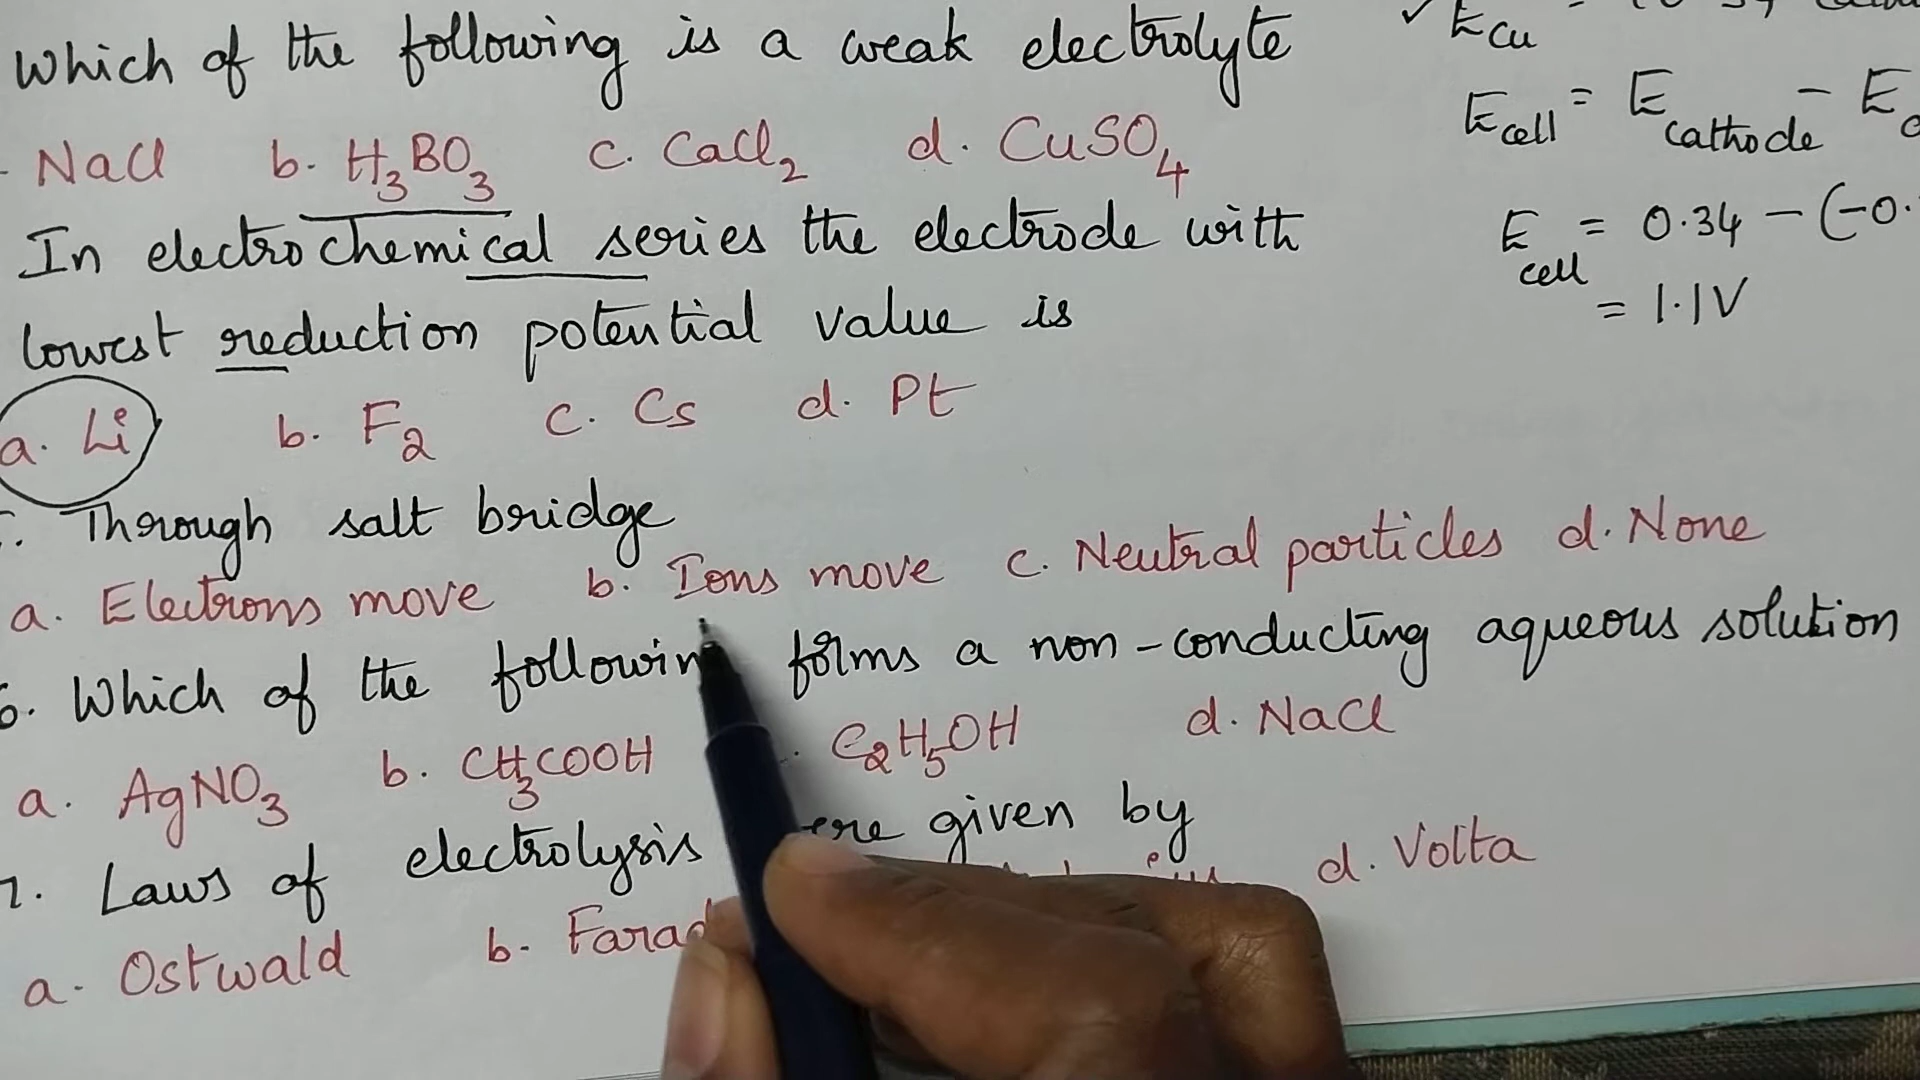 Which of the following is a weak electrolyte
NaCl b. H3BO3 c. CaCl2 d. CuSO4
In electrochemical series the electrode with
lowest reduction potential value is
a. Li b. F2 c. Cs d. Pt
Through salt bridge
a. Electrons move b. Ions move c. Neutral particles d. None
6. Which of the following forms a non-conducting aqueous solution
a. AgNO3 b. CH3COOH C2H5OH d. NaCl
7. Laws of electrolysis given by
a. Ostwald b. d. Volta
ECu =
Ecell = Ecathode - E
Ecell = 0.34 - (-0.
= 1.1V